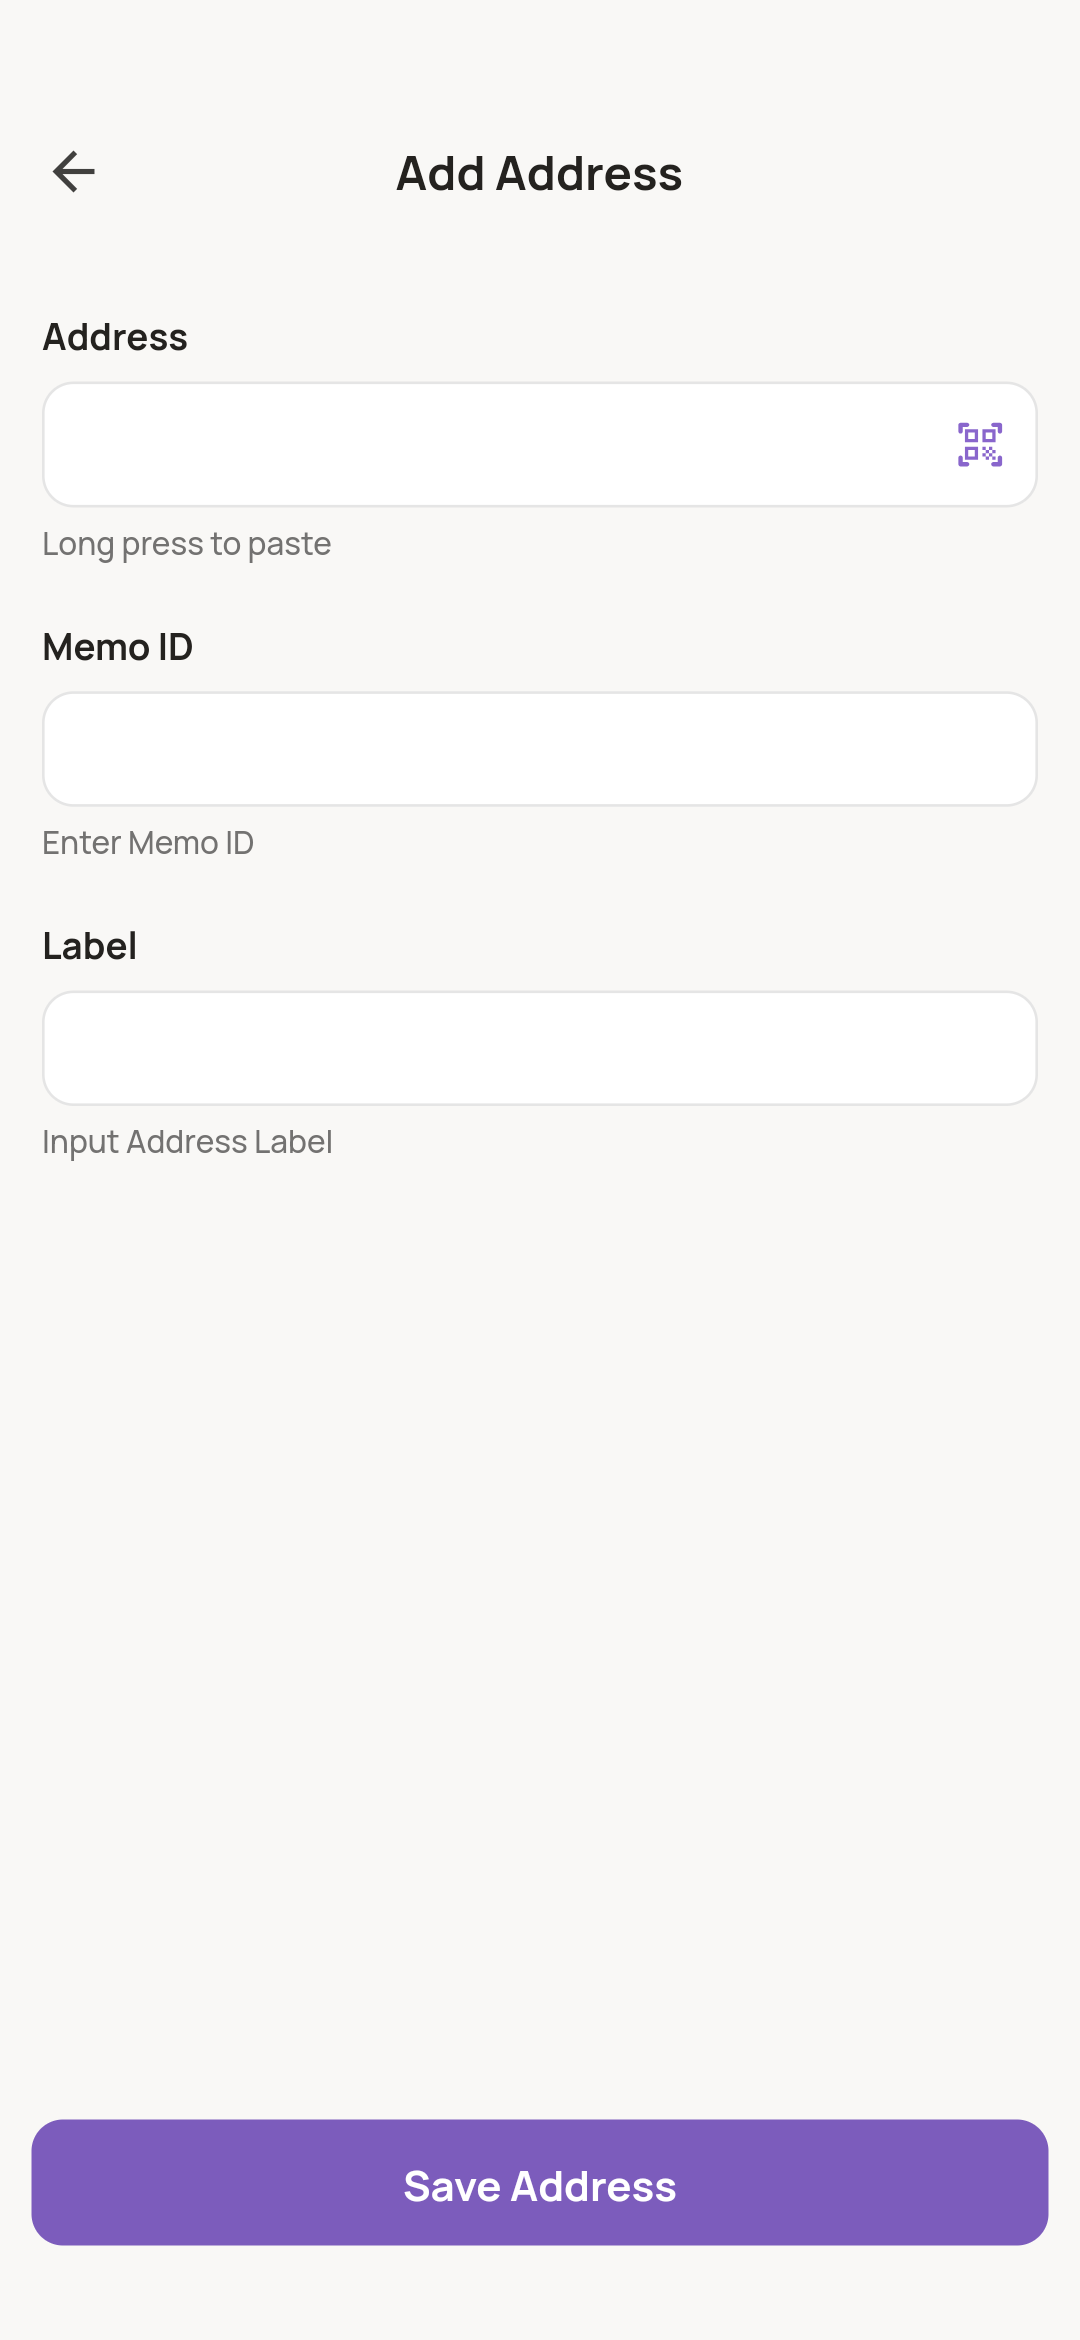 Add Address
Address
Long press to paste
Memo ID
Enter Memo ID
Label
Input Address Label
Save Address